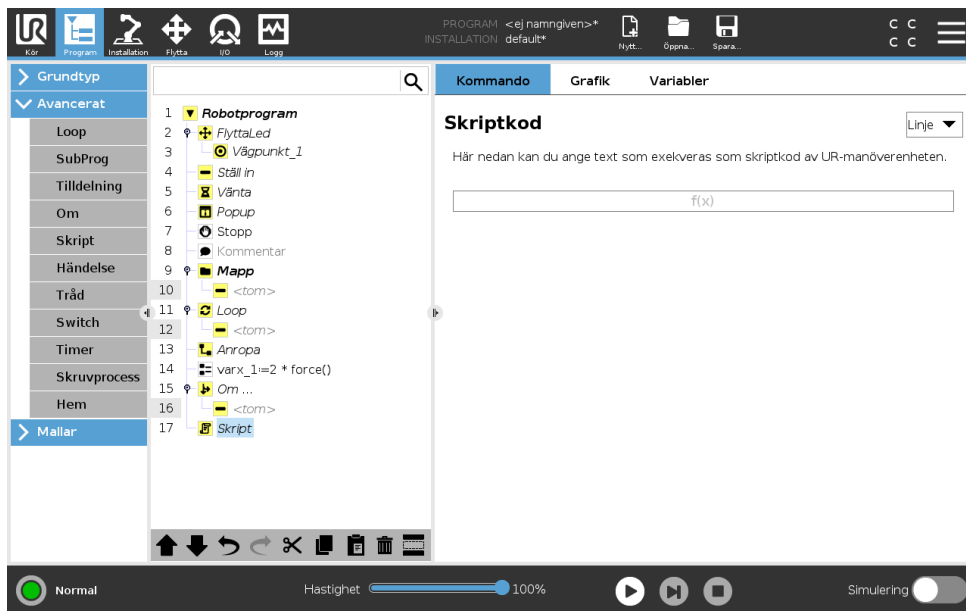 PROGRAM <ej namngiven>*
INSTALLATION default*
Kör Program Installation Flytta I/O Logg Nytt... Öppna... Spara...
C C
C C
Grundtyp
Avancerat
Loop
SubProg
Tilldelning
Om
Skript
Händelse
Tråd
Switch
Timer
Skruvprocess
Hem
Mallar
1 Robotprogram
2 FlyttaLed
3 Vägpunkt_1
4 Ställ in
5 Vänta
6 Popup
7 Stopp
8 Kommentar
9 Mapp
10 <tom>
11 Loop
12 <tom>
13 Anropa
14 varx_1:=2 * force()
15 Om ...
16 <tom>
17 Skript
Kommando Grafik Variabler
Skriptkod
Linje
Här nedan kan du ange text som exekveras som skriptkod av UR-manöverenheten.
f(x)
Normal
Hastighet 100%
Simulering